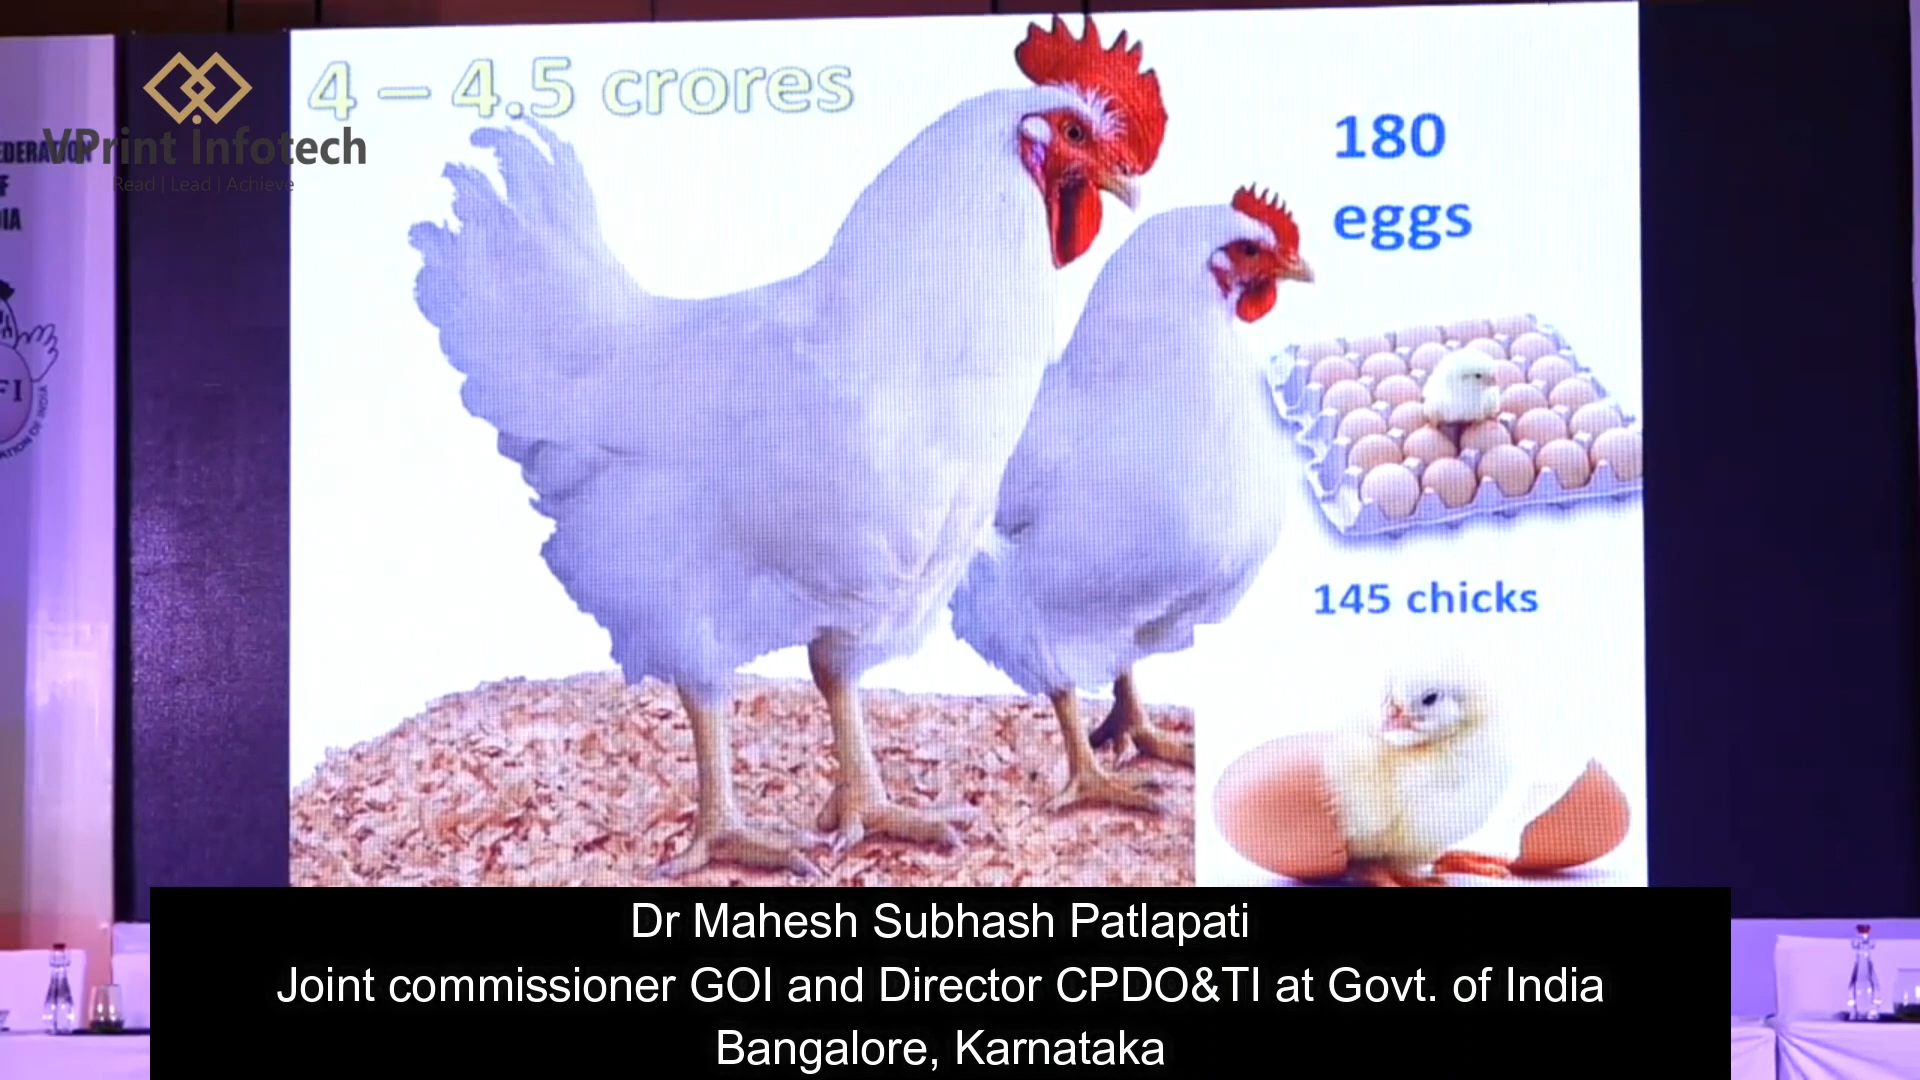 4 – 4.5 crores
VPrint Infotech
Read | Lead | Achieve
180
eggs
145 chicks
Dr Mahesh Subhash Patlapati
Joint commissioner GOI and Director CPDO&TI at Govt. of India
Bangalore, Karnataka